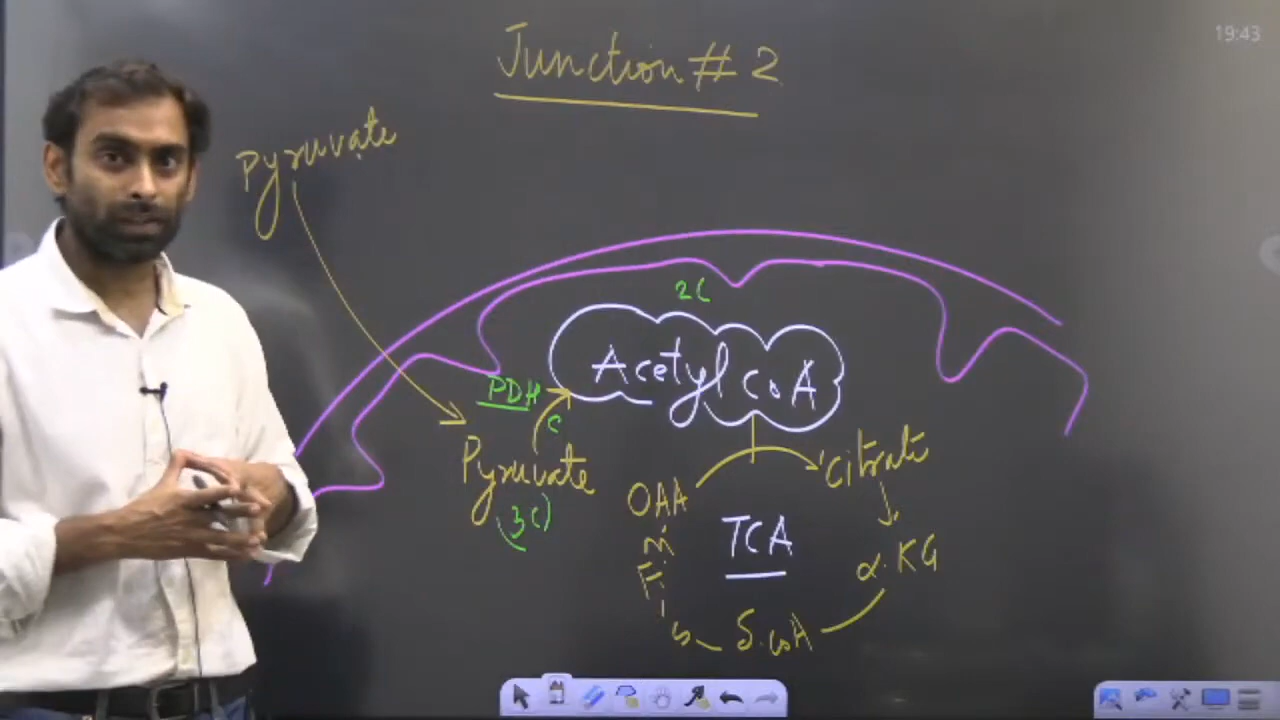 19:43
Junction # 2
Pyruvate
2C
Acetyl CoA
PDH
C
Pyruvate
(3C)
Citrate
OAA
TCA
M
α.KG
F
S
S.CoA